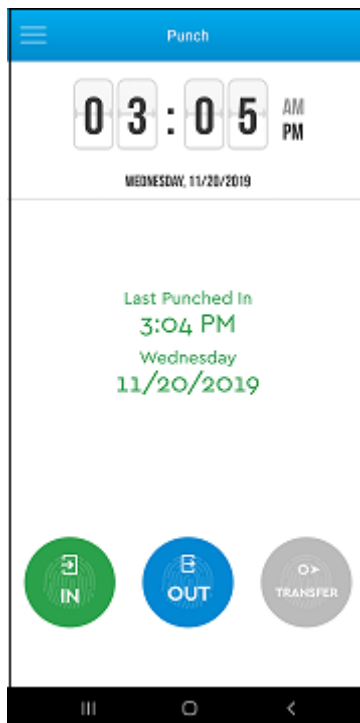 Punch
03:05 AM
PM
WEDNESDAY, 11/20/2019
Last Punched In
3:04 PM
Wednesday
11/20/2019
IN
OUT
TRANSFER